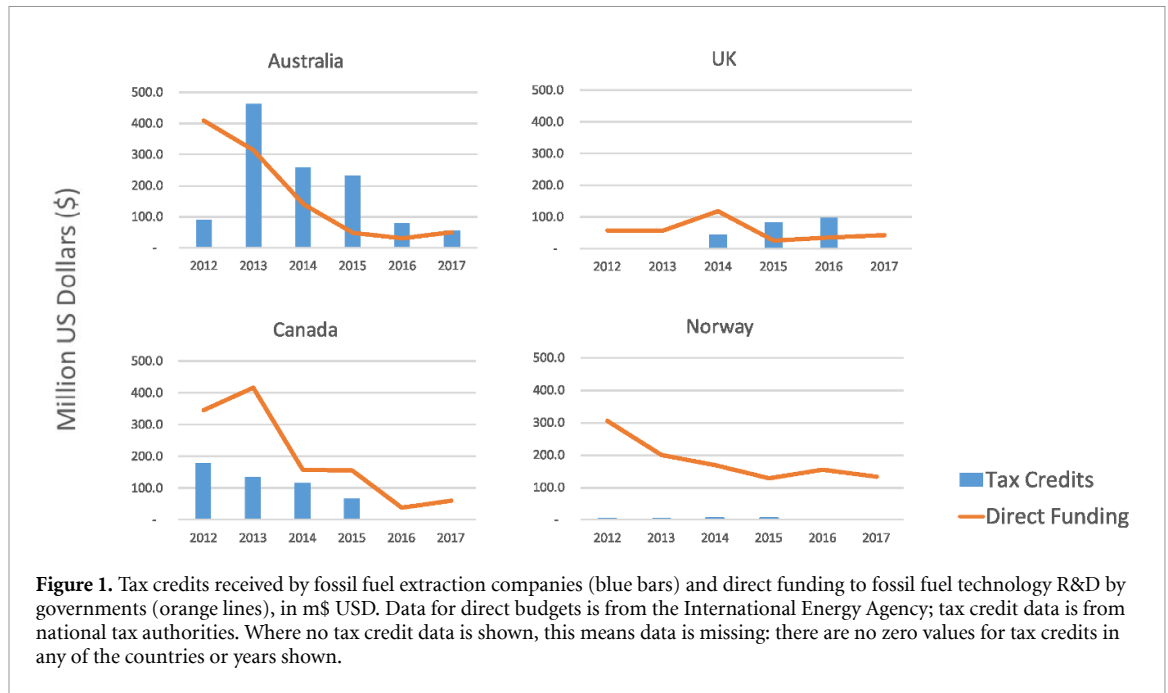 Million US Dollars ($)
Australia
500.0
400.0
300.0
200.0
100.0
-
2012 2013 2014 2015 2016 2017
UK
500.0
400.0
300.0
200.0
100.0
-
2012 2013 2014 2015 2016 2017
Canada
500.0
400.0
300.0
200.0
100.0
-
2012 2013 2014 2015 2016 2017
Norway
500.0
400.0
300.0
200.0
100.0
-
2012 2013 2014 2015 2016 2017
Tax Credits
Direct Funding
Figure 1. Tax credits received by fossil fuel extraction companies (blue bars) and direct funding to fossil fuel technology R&D by
governments (orange lines), in m$ USD. Data for direct budgets is from the International Energy Agency; tax credit data is from
national tax authorities. Where no tax credit data is shown, this means data is missing: there are no zero values for tax credits in
any of the countries or years shown.